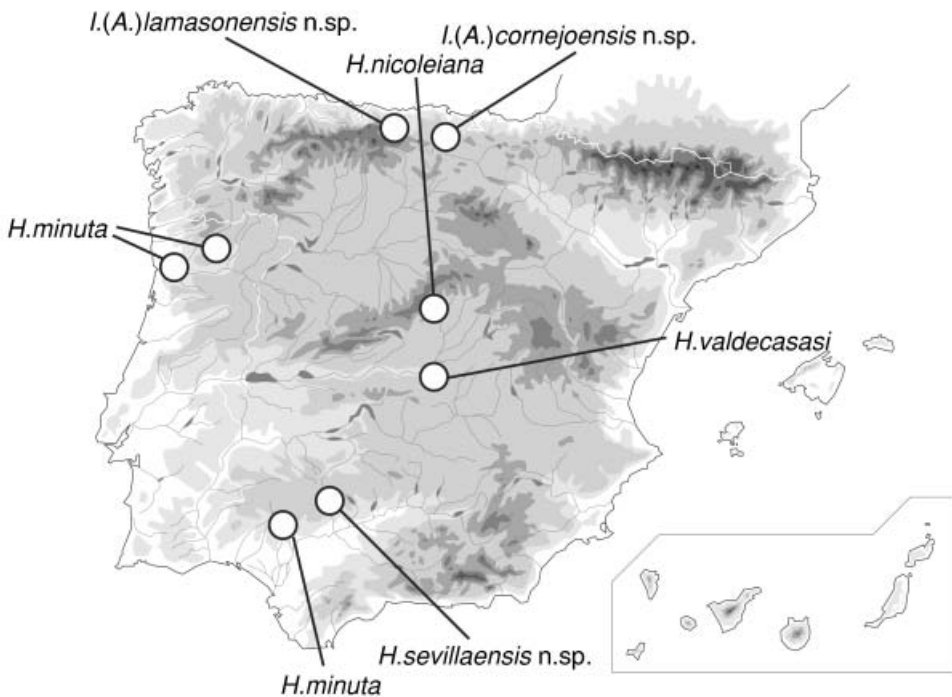 I.(A.)lamasonensis n.sp.
I.(A.)cornejoensis n.sp.
H.nicoleiana
H.minuta
H.valdecasasi
H.sevillaensis n.sp.
H.minuta